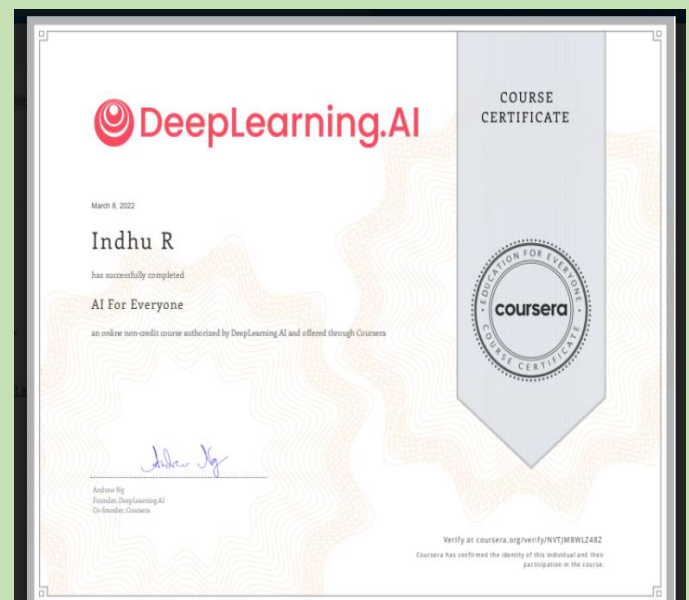 DeepLearning.AI
COURSE
CERTIFICATE
March 8, 2022
Indhu R
has successfully completed
AI For Everyone
an online non-credit course authorized by DeepLearning.AI and offered through Coursera
EDUCATION FOR EVERYONE
coursera
COURSE CERTIFICATE
Andrew Ng
Andrew Ng
Founder, DeepLearning.AI
Co-founder, Coursera
Verify at coursera.org/verify/NVTJMBWLZ4BZ
Coursera has confirmed the identity of this individual and their
participation in the course.